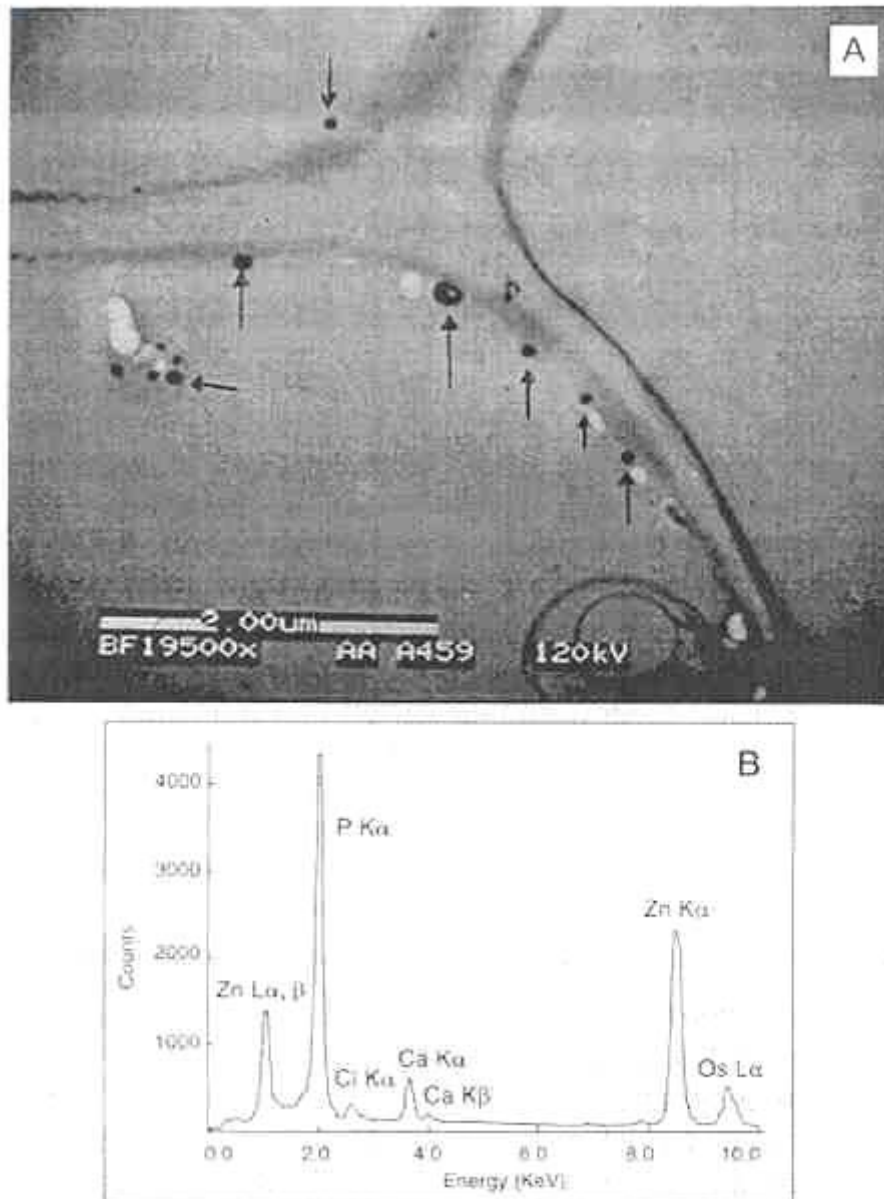 A
2.00um
BF19500x AA A459 120kV
B
4000
3000
2000
1000
Counts
P Kα
Zn Kα
Zn Lα, β
Cl Kα
Ca Kα
Ca Kβ
Os Lα
0.0 2.0 4.0 6.0 8.0 10.0
Energy (KeV)